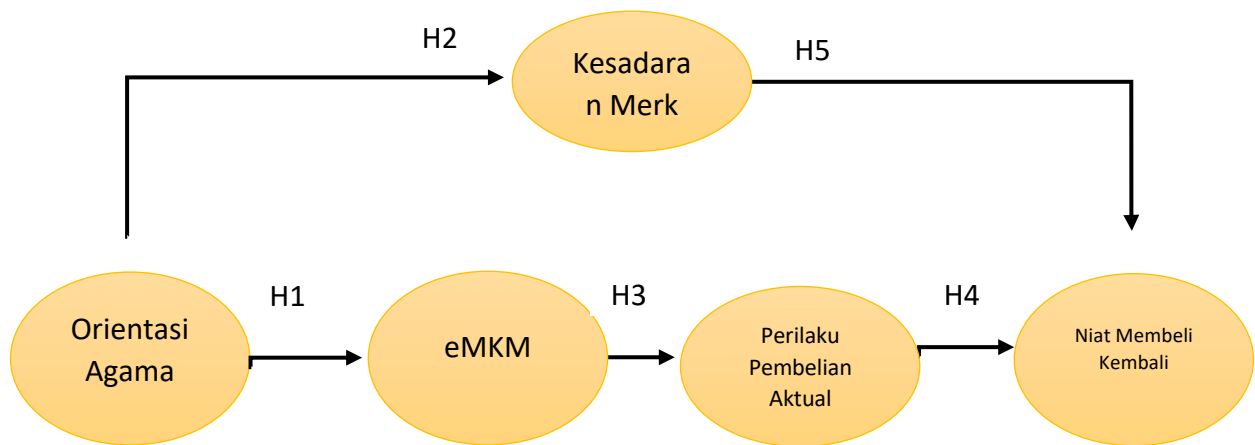 H2
Kesadara
n Merk
H5
Orientasi
Agama
H1
eMKM
H3
Perilaku
Pembelian
Aktual
H4
Niat Membeli
Kembali